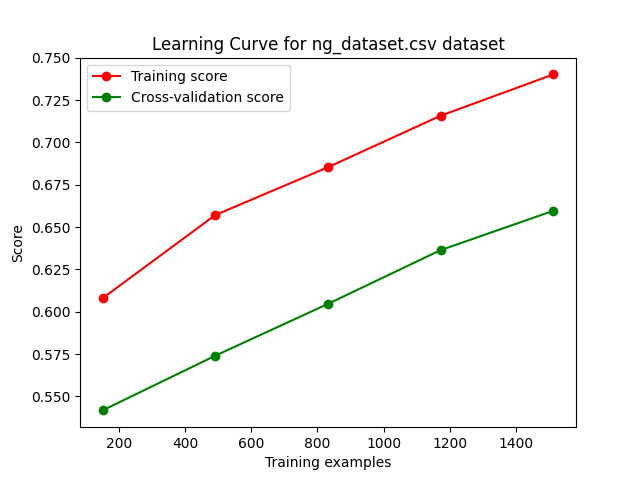 Learning Curve for ng_dataset.csv dataset
Training score
Cross-validation score
0.750
0.725
0.700
0.675
0.650
0.625
0.600
0.575
0.550
Score
200 400 600 800 1000 1200 1400
Training examples